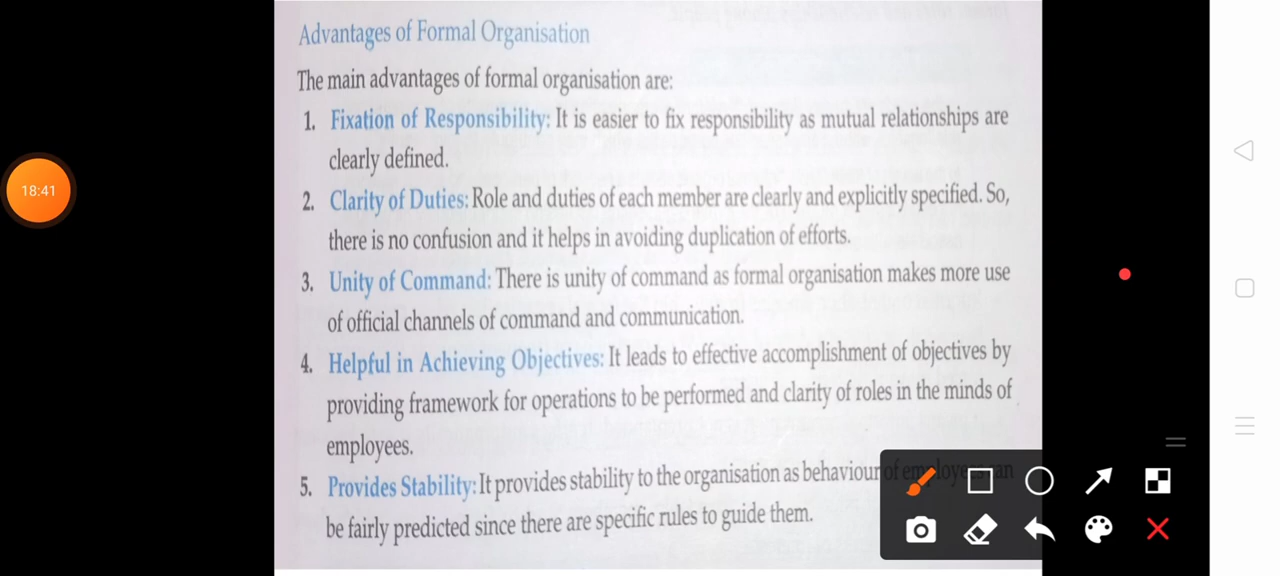 Advantages of Formal Organisation
The main advantages of formal organisation are:
1. Fixation of Responsibility: It is easier to fix responsibility as mutual relationships are
clearly defined.
2. Clarity of Duties: Role and duties of each member are clearly and explicitly specified. So,
there is no confusion and it helps in avoiding duplication of efforts.
18:41
3. Unity of Command: There is unity of command as formal organisation makes more use
of official channels of command and communication.
4. Helpful in Achieving Objectives: It leads to effective accomplishment of objectives by
providing framework for operations to be performed and clarity of roles in the minds of
employees.
5. Provides Stability: It provides stability to the organisation as behaviour of employees can
be fairly predicted since there are specific rules to guide them.